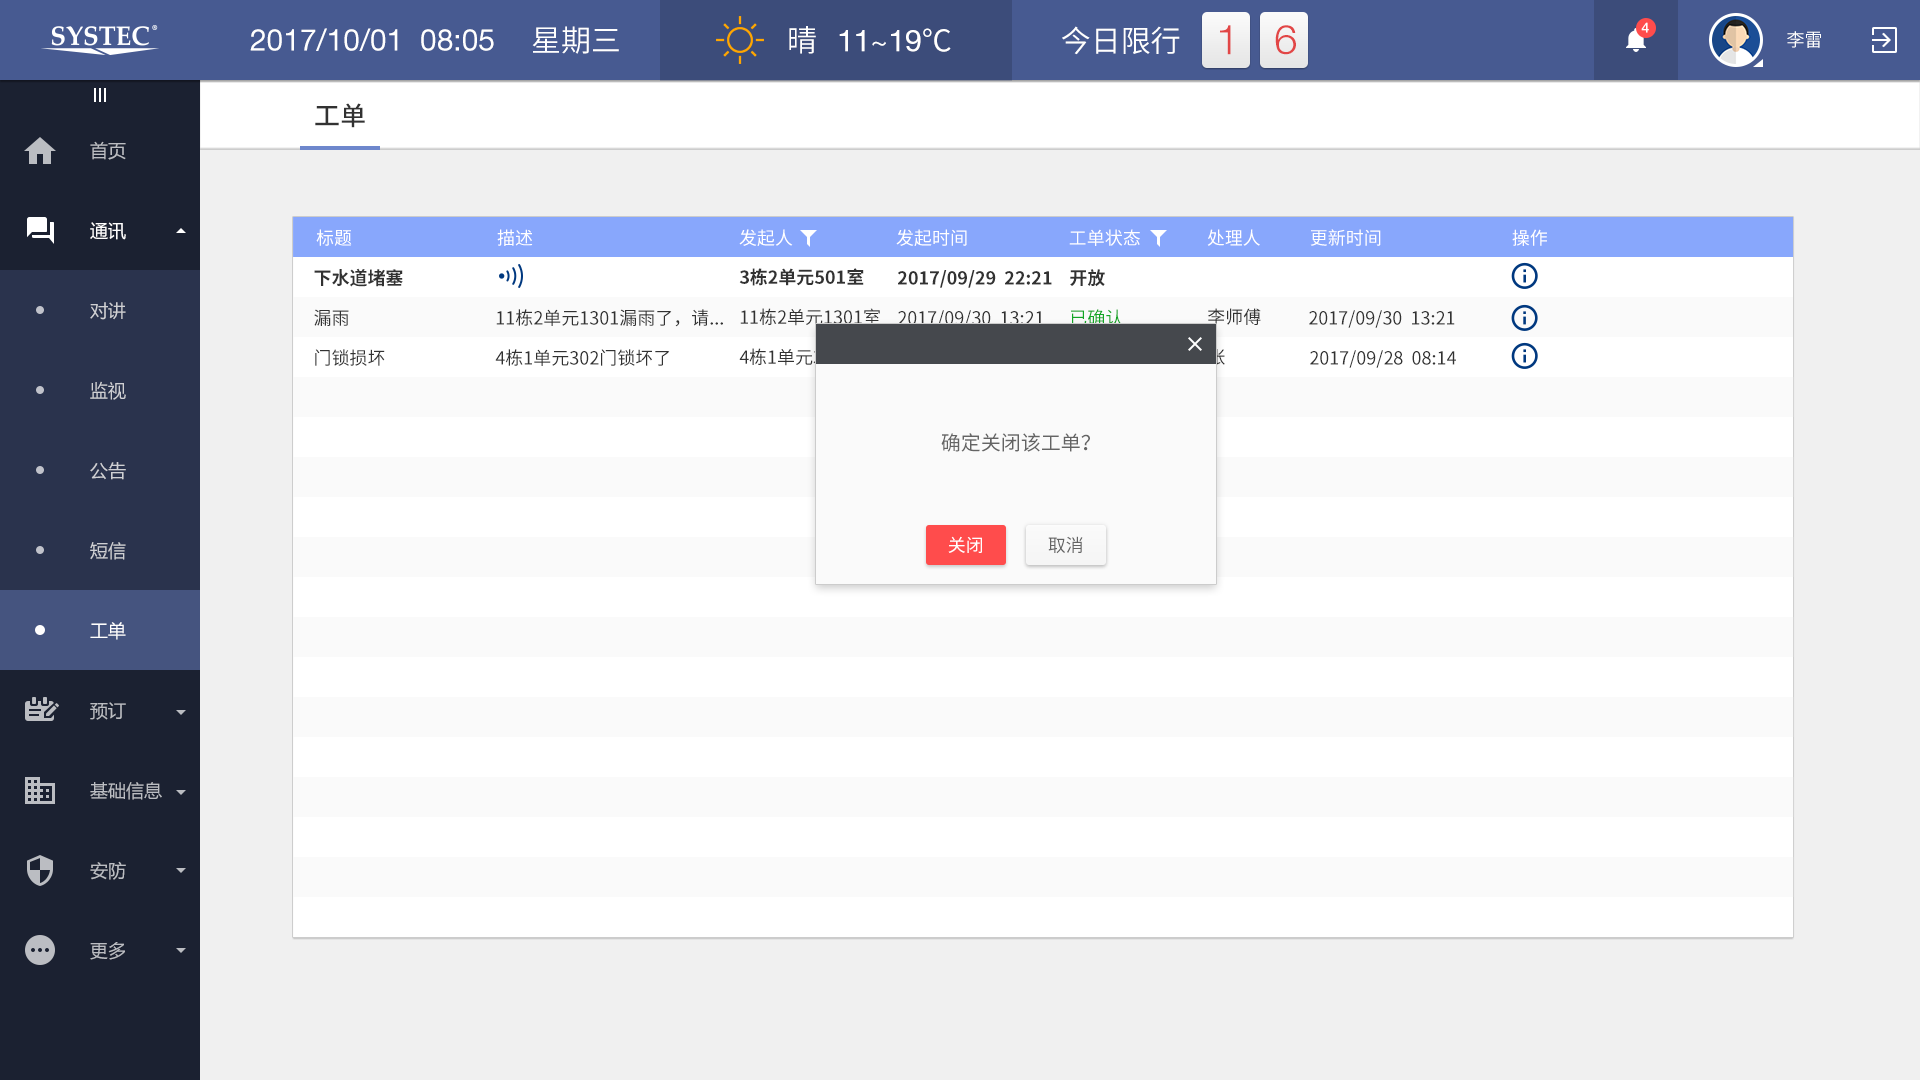 SYSTEC®
2017/10/01 08:05 星期三
晴 11~19℃
今日限行 1 6
4
李雷
首页
通讯
对讲
监视
公告
短信
工单
预订
基础信息
安防
更多
工单
标题 描述 发起人 发起时间 工单状态 处理人 更新时间 操作
下水道堵塞 3栋2单元501室 2017/09/29 22:21 开放
漏雨 11栋2单元1301漏雨了，请... 11栋2单元1301室 2017/09/30 13:21 已确认 李师傅 2017/09/30 13:21
门锁损坏 4栋1单元302门锁坏了 4栋1单元 2017/09/28 08:14
确定关闭该工单?
关闭 取消